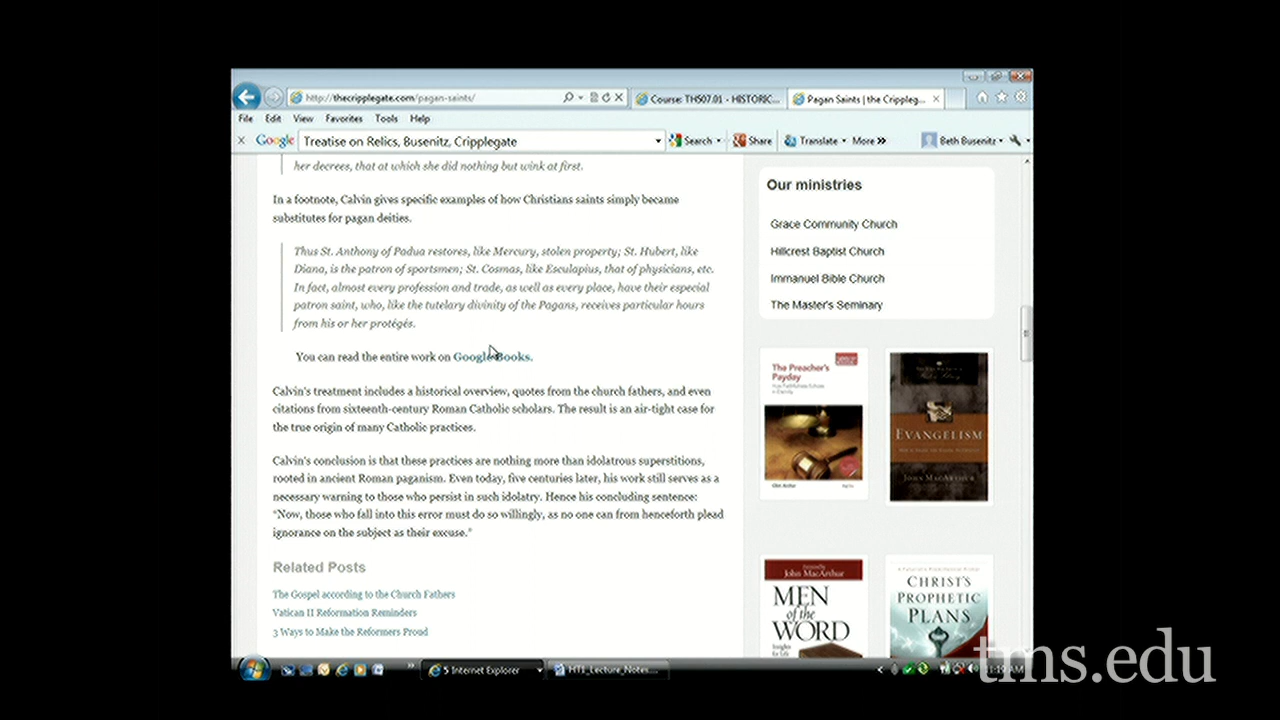 http://thecripplegate.com/pagan-saints/
Course: TH507.01 - HISTORIC...
Pagan Saints | the Crippleg...
File Edit View Favorites Tools Help
Google
Treatise on Relics, Busenitz, Cripplegate
Search
Share
Translate
More
Beth Busenitz
her decrees, that at which she did nothing but wink at first.
In a footnote, Calvin gives specific examples of how Christians saints simply became
substitutes for pagan deities.
Thus St. Anthony of Padua restores, like Mercury, stolen property; St. Hubert, like
Diana, is the patron of sportsmen; St. Cosmas, like Esculapius, that of physicians, etc.
In fact, almost every profession and trade, as well as every place, have their especial
patron saint, who, like the tutelary divinity of the Pagans, receives particular hours
from his or her protégés.
You can read the entire work on Google Books.
Calvin's treatment includes a historical overview, quotes from the church fathers, and even
citations from sixteenth-century Roman Catholic scholars. The result is an air-tight case for
the true origin of many Catholic practices.
Calvin's conclusion is that these practices are nothing more than idolatrous superstitions,
rooted in ancient Roman paganism. Even today, five centuries later, his work still serves as a
necessary warning to those who persist in such idolatry. Hence his concluding sentence:
"Now, those who fall into this error must do so willingly, as no one can from henceforth plead
ignorance on the subject as their excuse."
Related Posts
The Gospel according to the Church Fathers
Vatican II Reformation Reminders
3 Ways to Make the Reformers Proud
Our ministries
Grace Community Church
Hillcrest Baptist Church
Immanuel Bible Church
The Master's Seminary
The Preacher's
Payday
EVANGELISM
JOHN MACARTHUR
John MacArthur
MEN
of the
WORD
Insights
for Life
CHRIST'S
PROPHETIC
PLANS
5 Internet Explorer
HT1_Lecture_Notes...
tms.edu